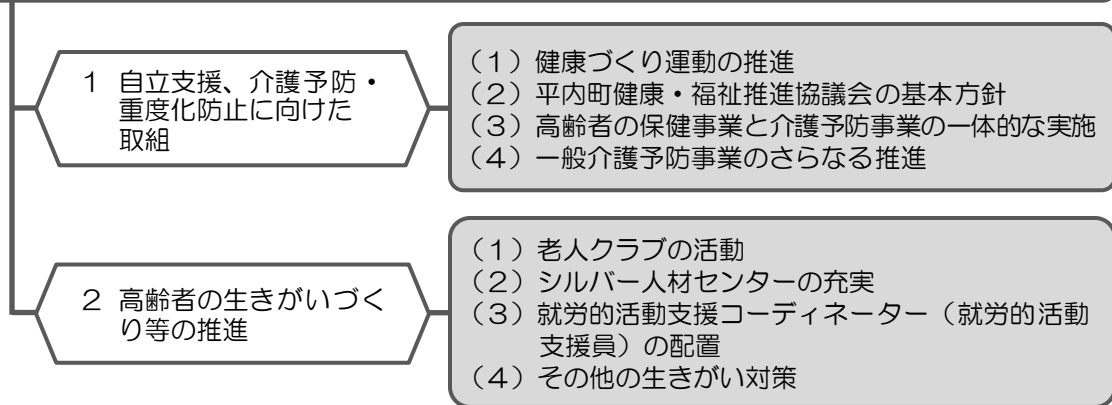 1 自立支援、介護予防・
重度化防止に向けた
取組
（1）健康づくり運動の推進
（2）平内町健康・福祉推進協議会の基本方針
（3）高齢者の保健事業と介護予防事業の一体的な実施
（4）一般介護予防事業のさらなる推進
2 高齢者の生きがいづく
り等の推進
（1）老人クラブの活動
（2）シルバー人材センターの充実
（3）就労的活動支援コーディネーター（就労的活動
支援員）の配置
（4）その他の生きがい対策